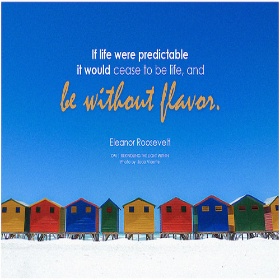 If life were predictable
it would cease to be life, and
be without flavor.
Eleanor Roosevelt